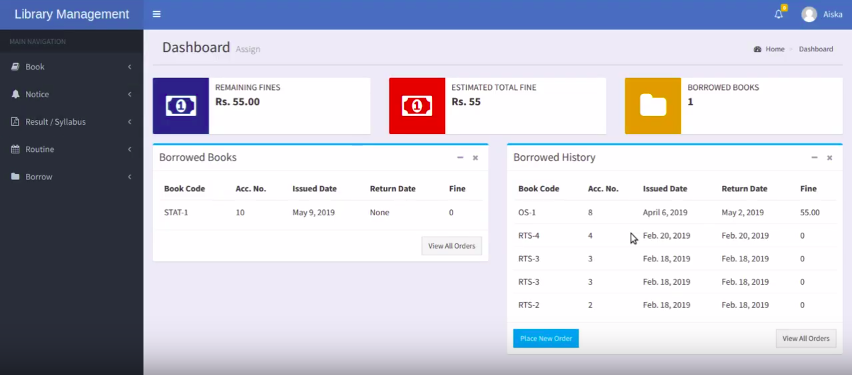 Library Management
8
Aiska
MAIN NAVIGATION
Book
Notice
Result / Syllabus
Routine
Borrow
Dashboard Assign
Home
Dashboard
REMAINING FINES
Rs. 55.00
ESTIMATED TOTAL FINE
Rs. 55
BORROWED BOOKS
1
Borrowed Books
Book Code Acc. No. Issued Date Return Date Fine
STAT-1 10 May 9, 2019 None 0
View All Orders
Borrowed History
Book Code Acc. No. Issued Date Return Date Fine
OS-1 8 April 6, 2019 May 2, 2019 55.00
RTS-4 4 Feb. 20, 2019 Feb. 20, 2019 0
RTS-3 3 Feb. 18, 2019 Feb. 18, 2019 0
RTS-3 3 Feb. 18, 2019 Feb. 18, 2019 0
RTS-2 2 Feb. 18, 2019 Feb. 18, 2019 0
Place New Order
View All Orders